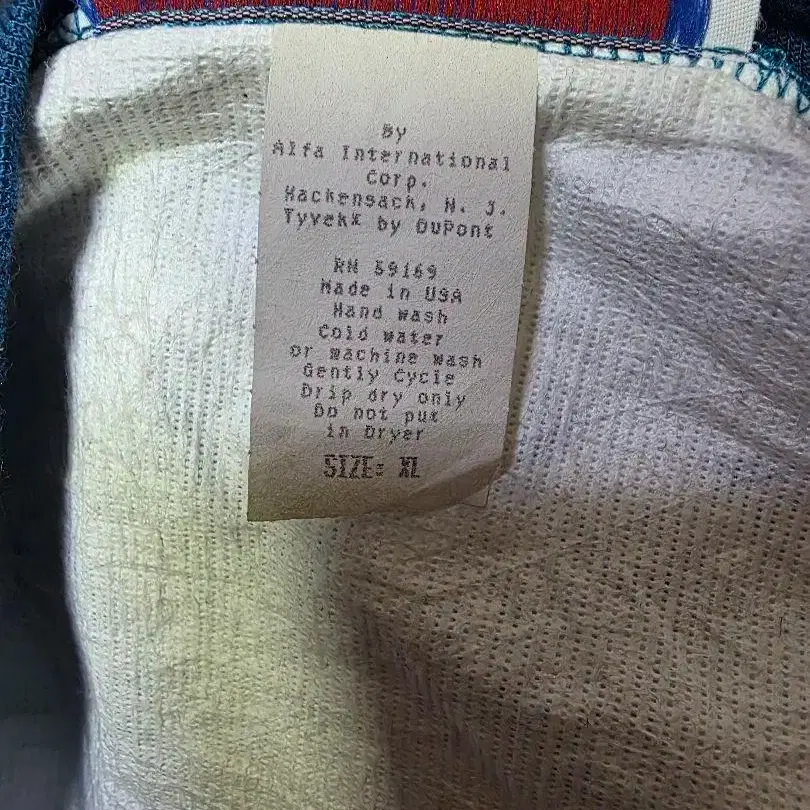 By
Alfa International
Corp.
Hackensack, N. J.
Tyvek* by DuPont
RN 59169
Made in USA
Hand wash
Cold water
or machine wash
Gently Cycle
Drip dry only
Do not put
in Dryer
SIZE: XL